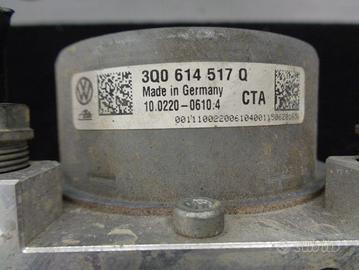 3Q0 614 517 Q
Made in Germany
10.0220-0610.4 CTA